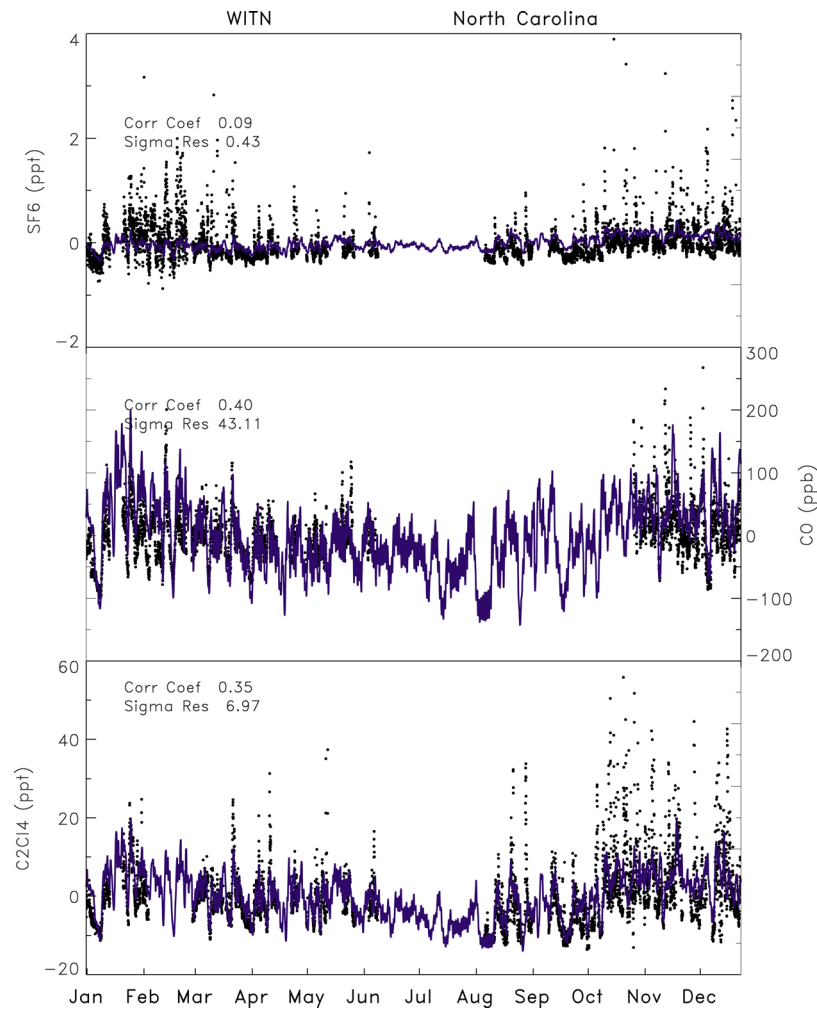 WITN North Carolina
4
Corr Coef 0.09
Sigma Res 0.43
2
SF6 (ppt)
0
−2
300
Corr Coef 0.40
Sigma Res 43.11
200
100
CO (ppb)
0
−100
−200
60
Corr Coef 0.35
Sigma Res 6.97
40
C2Cl4 (ppt)
20
0
−20
Jan Feb Mar Apr May Jun Jul Aug Sep Oct Nov Dec